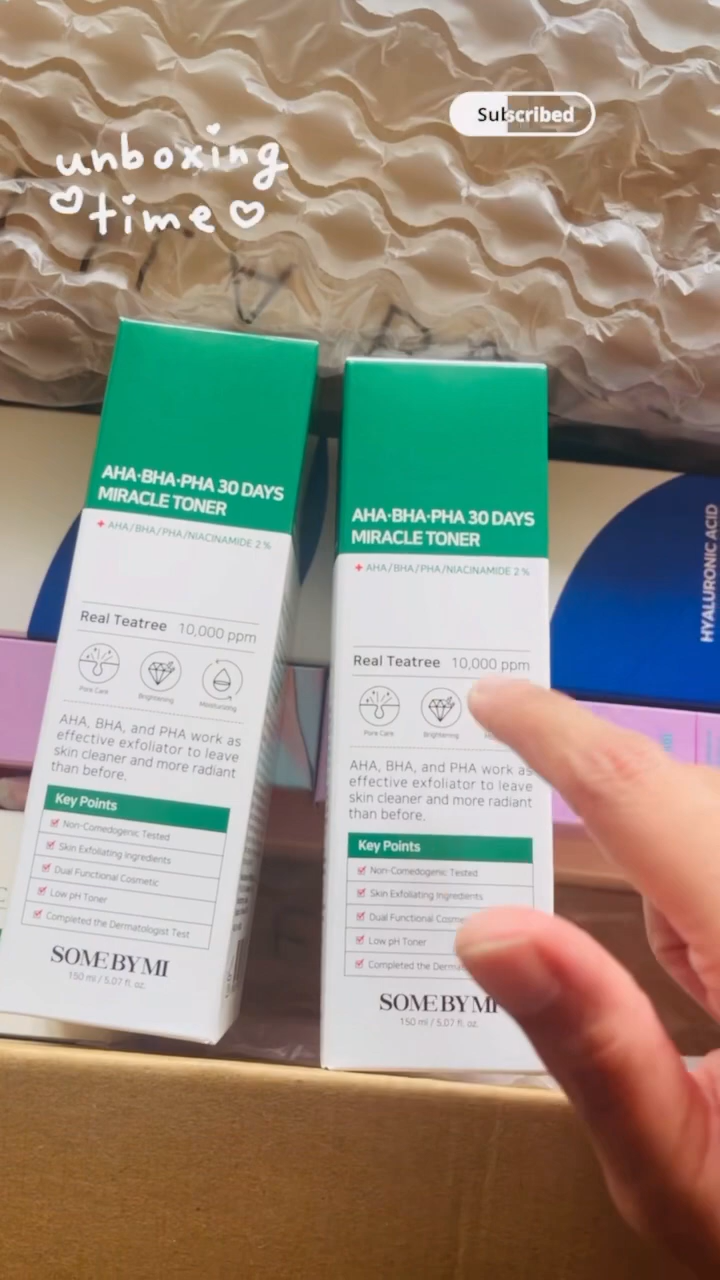 unboxing
time
Subscribed
AHA·BHA·PHA 30 DAYS
MIRACLE TONER
AHA/BHA/PHA/NIACINAMIDE 2%
Real Teatree 10,000 ppm
Pore Care Brightening Moisturizing
AHA, BHA, and PHA work as
effective exfoliator to leave
skin cleaner and more radiant
than before.
Key Points
Non-Comedogenic Tested
Skin Exfoliating Ingredients
Dual Functional Cosmetic
Low pH Toner
Completed the Dermatologist Test
SOME BY MI
150 ml / 5.07 fl. oz.
AHA·BHA·PHA 30 DAYS
MIRACLE TONER
AHA/BHA/PHA/NIACINAMIDE 2%
Real Teatree 10,000 ppm
Pore Care Brightening
AHA, BHA, and PHA work as
effective exfoliator to leave
skin cleaner and more radiant
than before.
Key Points
Non-Comedogenic Tested
Skin Exfoliating Ingredients
Dual Functional
Low pH Toner
Completed the
SOME BY MI
150 ml / 5.07 fl. oz.
HYALURONIC ACID